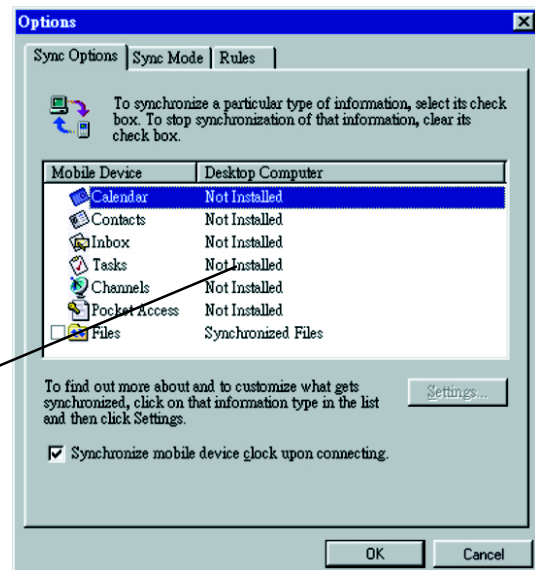 Options
Sync Options Sync Mode Rules
To synchronize a particular type of information, select its check
box. To stop synchronization of that information, clear its
check box.
Mobile Device Desktop Computer
Calendar Not Installed
Contacts Not Installed
Inbox Not Installed
Tasks Not Installed
Channels Not Installed
Pocket Access Not Installed
Files Synchronized Files
To find out more about and to customize what gets
synchronized, click on that information type in the list
and then click Settings.
Settings...
Synchronize mobile device clock upon connecting.
OK Cancel